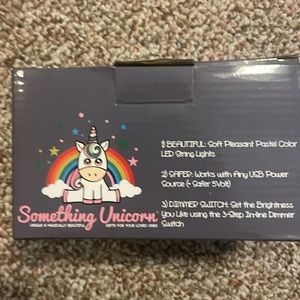 1) BEAUTIFUL: Soft Pleasant Pastel Color
LED String Lights
2) SAFER: Works with Any USB Power
Source (+ Safer 5Volt)
3) DIMMER SWITCH: Set the Brightness
You Like using the 3-Step In-line Dimmer
Switch
Something Unicorn
UNIQUE & MAGICALLY BEAUTIFUL GIFTS FOR YOUR LOVED ONES